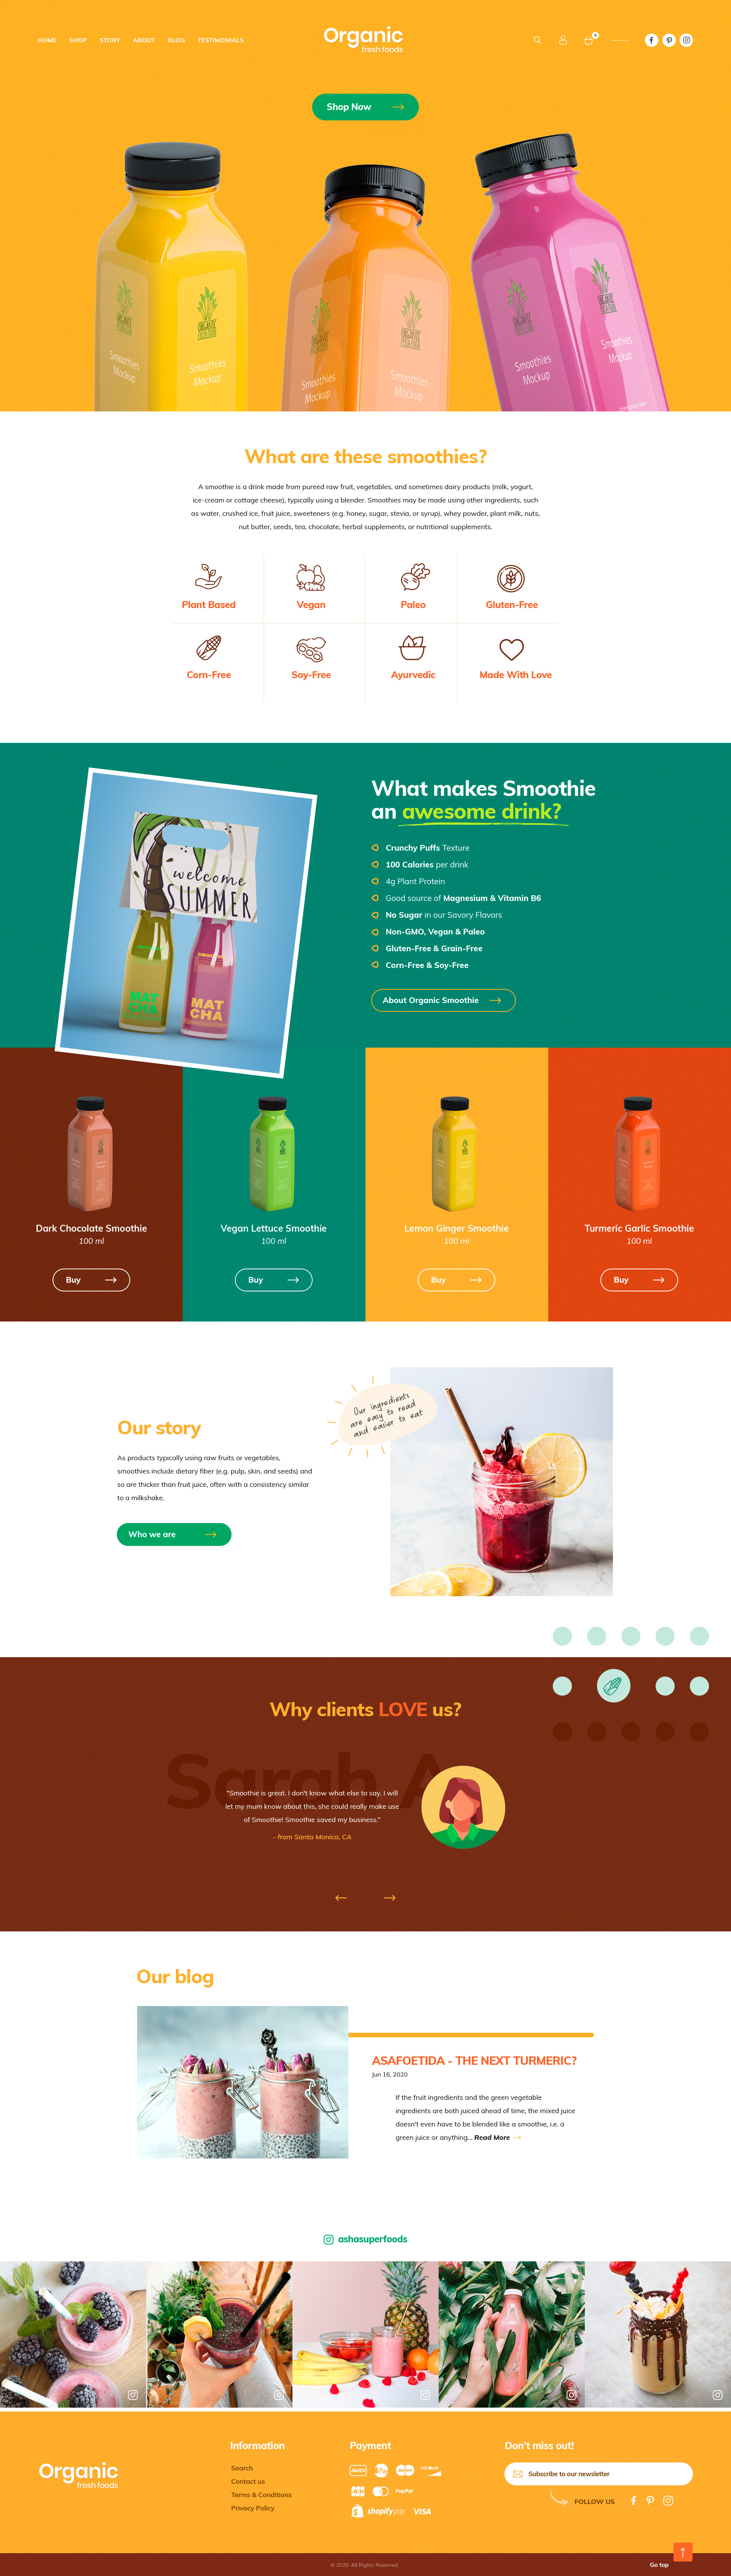 HOME SHOP STORY ABOUT BLOG TESTIMONIALS
Organic
fresh foods
0
Shop Now
ORGANIC
Smoothies
Mockup
Smoothies
Mockup
Smoothies
Mockup
Smoothies
Mockup
Smoothies
Mockup
Smoothies
Mockup
What are these smoothies?
A smoothie is a drink made from pureed raw fruit, vegetables, and sometimes dairy products (milk, yogurt,
ice-cream or cottage cheese), typically using a blender. Smoothies may be made using other ingredients, such
as water, crushed ice, fruit juice, sweeteners (e.g. honey, sugar, stevia, or syrup), whey powder, plant milk, nuts,
nut butter, seeds, tea, chocolate, herbal supplements, or nutritional supplements.
Plant Based
Vegan
Paleo
Gluten-Free
Corn-Free
Soy-Free
Ayurvedic
Made With Love
welcome
SUMMER
MAT
CHA
MAT
CHA
What makes Smoothie
an awesome drink?
Crunchy Puffs Texture
100 Calories per drink
4g Plant Protein
Good source of Magnesium & Vitamin B6
No Sugar in our Savory Flavors
Non-GMO, Vegan & Paleo
Gluten-Free & Grain-Free
Corn-Free & Soy-Free
About Organic Smoothie
Dark Chocolate Smoothie
100 ml
Buy
Vegan Lettuce Smoothie
100 ml
Buy
Lemon Ginger Smoothie
100 ml
Buy
Turmeric Garlic Smoothie
100 ml
Buy
Our story
As products typically using raw fruits or vegetables,
smoothies include dietary fiber (e.g. pulp, skin, and seeds) and
so are thicker than fruit juice, often with a consistency similar
to a milkshake.
Who we are
Our ingredients
are easy to read
and easier to eat
Why clients LOVE us?
Sarah A
"Smoothie is great. I don't know what else to say. I will
let my mum know about this, she could really make use
of Smoothie! Smoothie saved my business."
- from Santa Monica, CA
Our blog
ASAFOETIDA - THE NEXT TURMERIC?
Jun 16, 2020
If the fruit ingredients and the green vegetable
ingredients are both juiced ahead of time, the mixed juice
doesn't even have to be blended like a smoothie, i.e. a
green juice or anything... Read More
ashasuperfoods
Organic
fresh foods
Information
Search
Contact us
Terms & Conditions
Privacy Policy
Payment
AMEX
DISCOVER
JCB
PayPal
shopify pay
VISA
Don't miss out!
Subscribe to our newsletter
FOLLOW US
© 2020. All Rights Reserved.
Go top